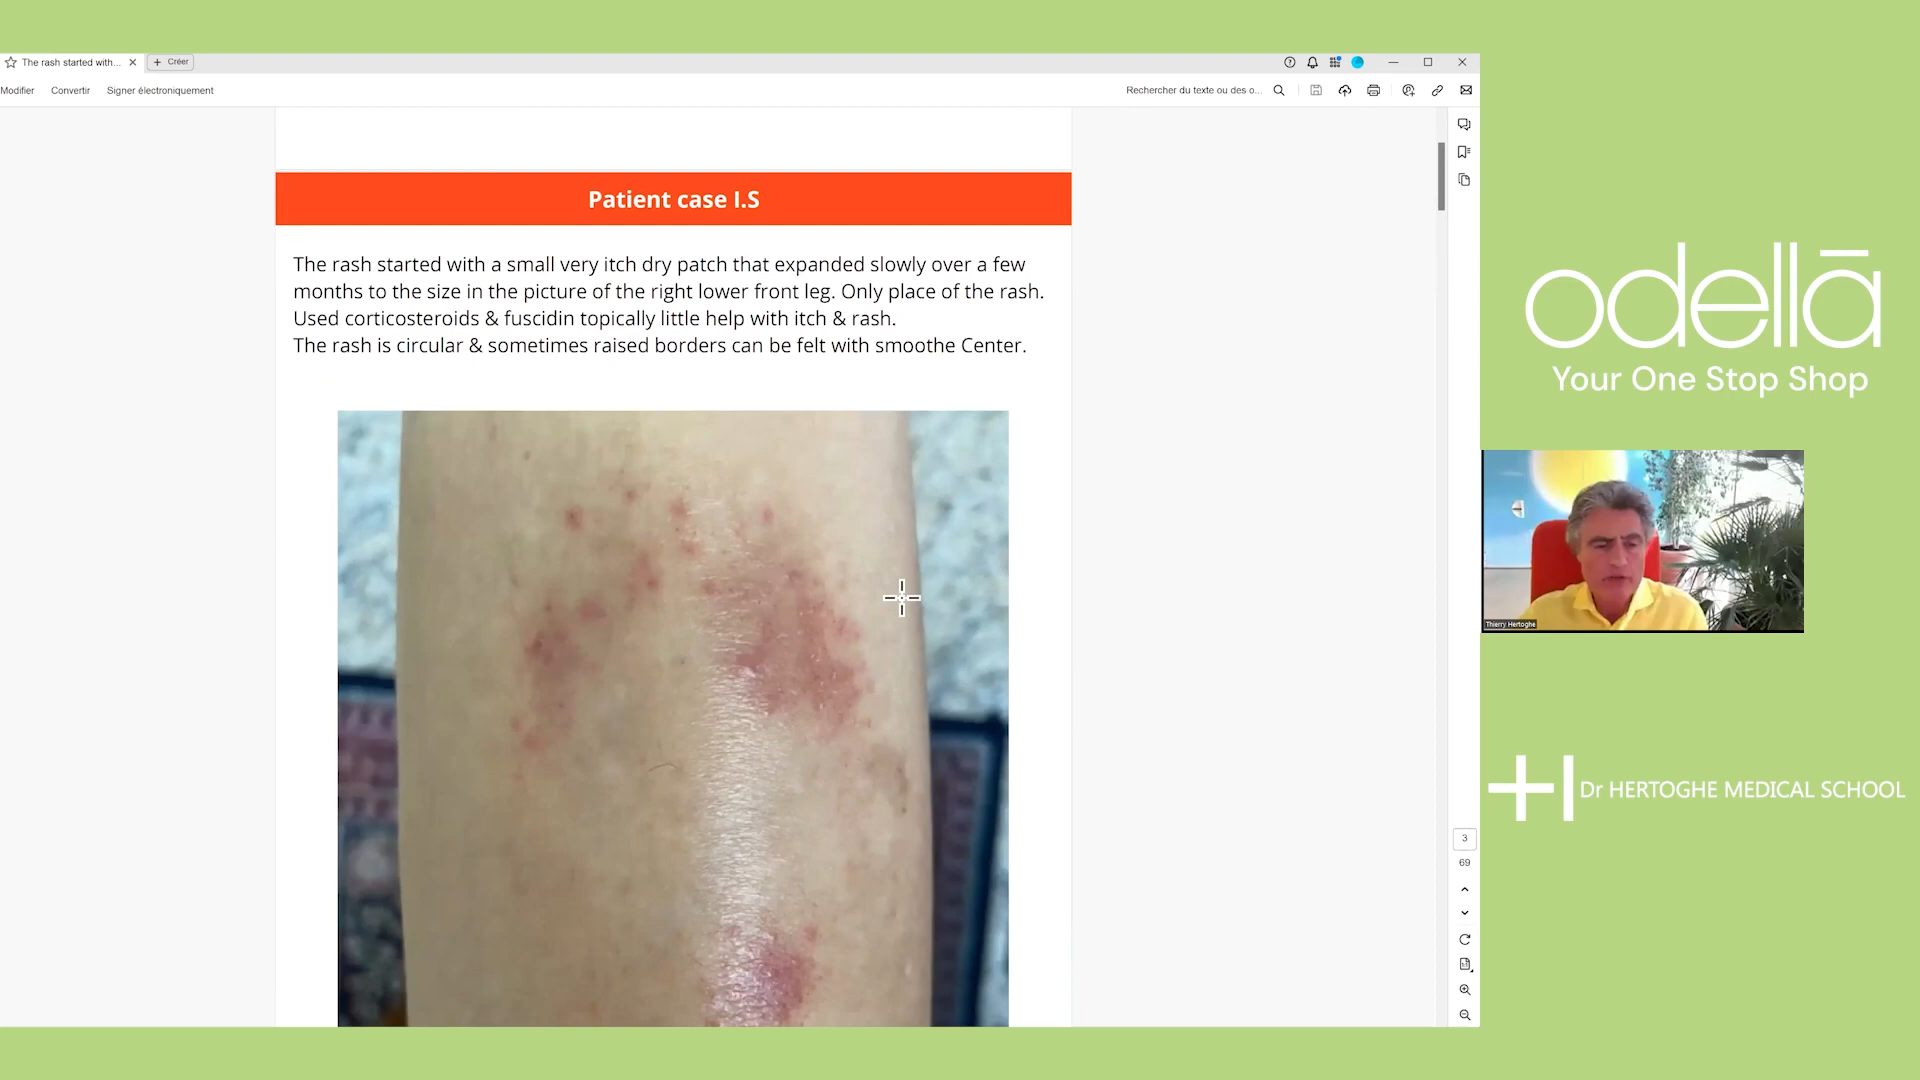 The rash started with...
Créer
Modifier
Convertir
Signer électroniquement
Rechercher du texte ou des o...
Patient case I.S
The rash started with a small very itch dry patch that expanded slowly over a few
months to the size in the picture of the right lower front leg. Only place of the rash.
Used corticosteroids & fuscidin topically little help with itch & rash.
The rash is circular & sometimes raised borders can be felt with smoothe Center.
odellā
Your One Stop Shop
Thierry Hertoghe
Dr HERTOGHE MEDICAL SCHOOL
3
69